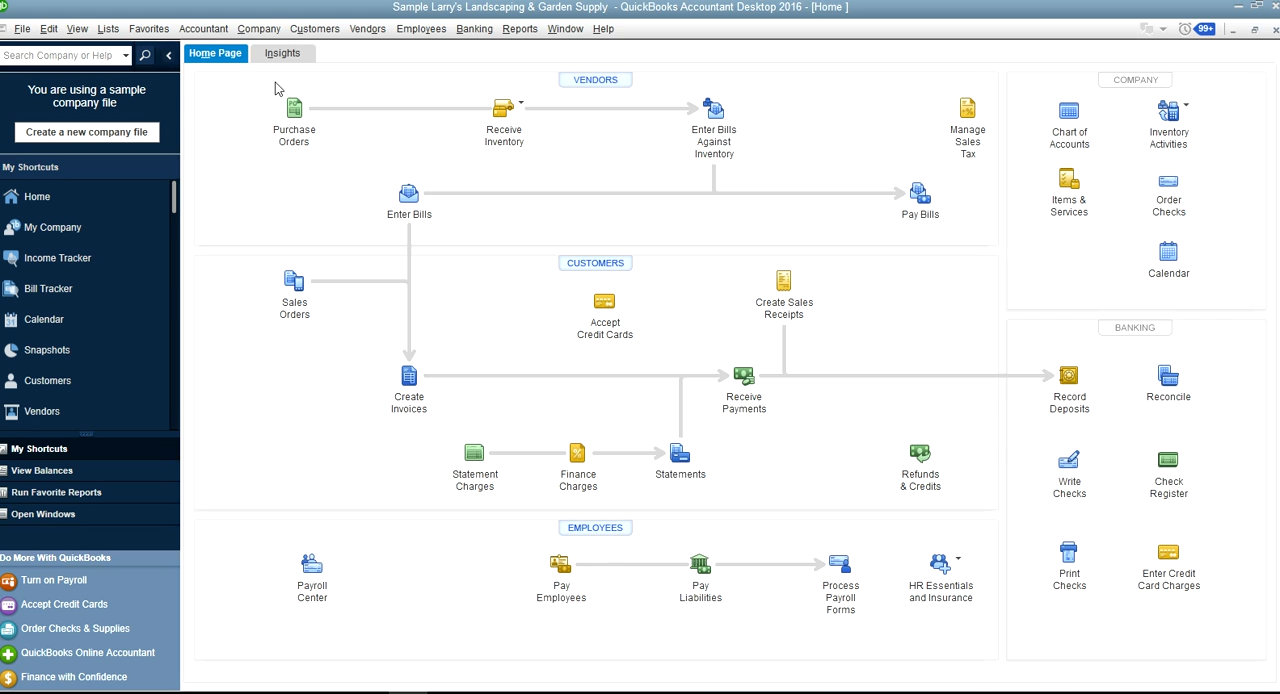 Sample Larry's Landscaping & Garden Supply - QuickBooks Accountant Desktop 2016 - [Home ]
File Edit View Lists Favorites Accountant Company Customers Vendors Employees Banking Reports Window Help
99+
Search Company or Help
Home Page Insights
You are using a sample
company file
Create a new company file
My Shortcuts
Home
My Company
Income Tracker
Bill Tracker
Calendar
Snapshots
Customers
Vendors
My Shortcuts
View Balances
Run Favorite Reports
Open Windows
Do More With QuickBooks
Turn on Payroll
Accept Credit Cards
Order Checks & Supplies
QuickBooks Online Accountant
Finance with Confidence
VENDORS
Purchase
Orders
Receive
Inventory
Enter Bills
Against
Inventory
Manage
Sales
Tax
Enter Bills
Pay Bills
CUSTOMERS
Sales
Orders
Accept
Credit Cards
Create Sales
Receipts
Create
Invoices
Receive
Payments
Statement
Charges
Finance
Charges
Statements
Refunds
& Credits
EMPLOYEES
Payroll
Center
Pay
Employees
Pay
Liabilities
Process
Payroll
Forms
HR Essentials
and Insurance
COMPANY
Chart of
Accounts
Inventory
Activities
Items &
Services
Order
Checks
Calendar
BANKING
Record
Deposits
Reconcile
Write
Checks
Check
Register
Print
Checks
Enter Credit
Card Charges